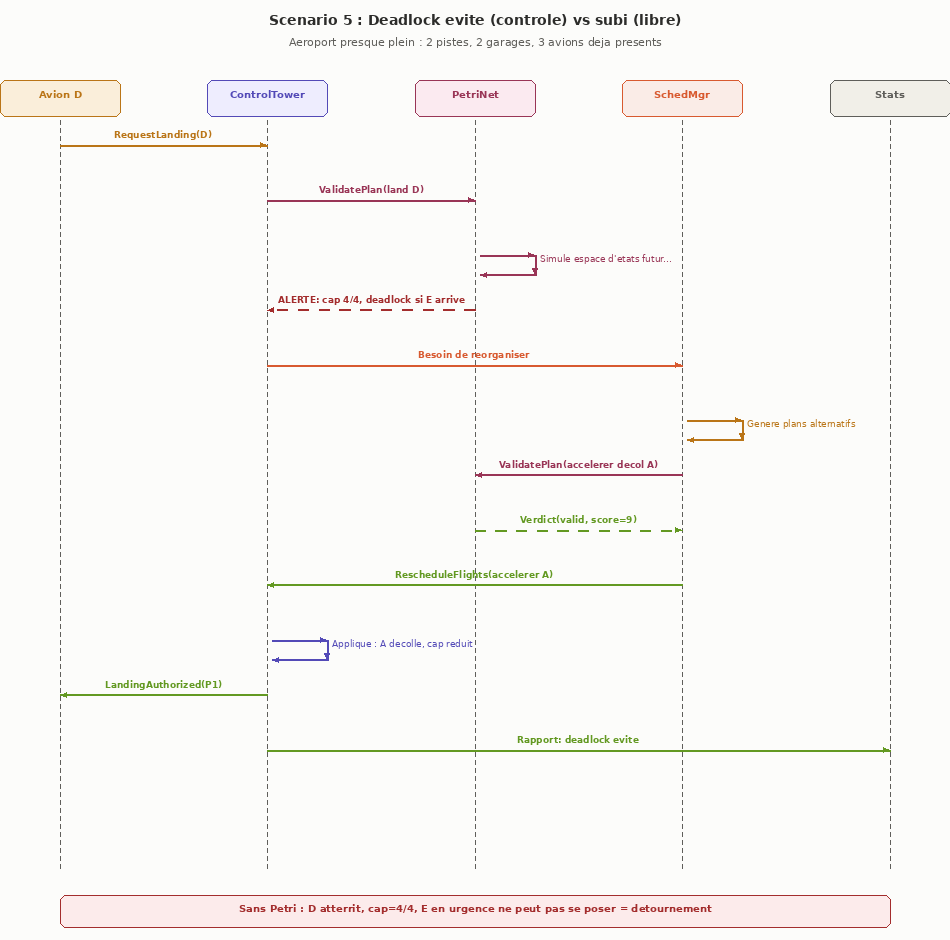 Scenario 5 : Deadlock evite (controle) vs subi (libre)
Aeroport presque plein : 2 pistes, 2 garages, 3 avions deja presents
Avion D
ControlTower
PetriNet
SchedMgr
Stats
RequestLanding(D)
ValidatePlan(land D)
Simule espace d'etats futur...
ALERTE: cap 4/4, deadlock si E arrive
Besoin de reorganiser
Genere plans alternatifs
ValidatePlan(accelerer decol A)
Verdict(valid, score=9)
RescheduleFlights(accelerer A)
Applique : A decolle, cap reduit
LandingAuthorized(P1)
Rapport: deadlock evite
Sans Petri : D atterrit, cap=4/4, E en urgence ne peut pas se poser = detournement